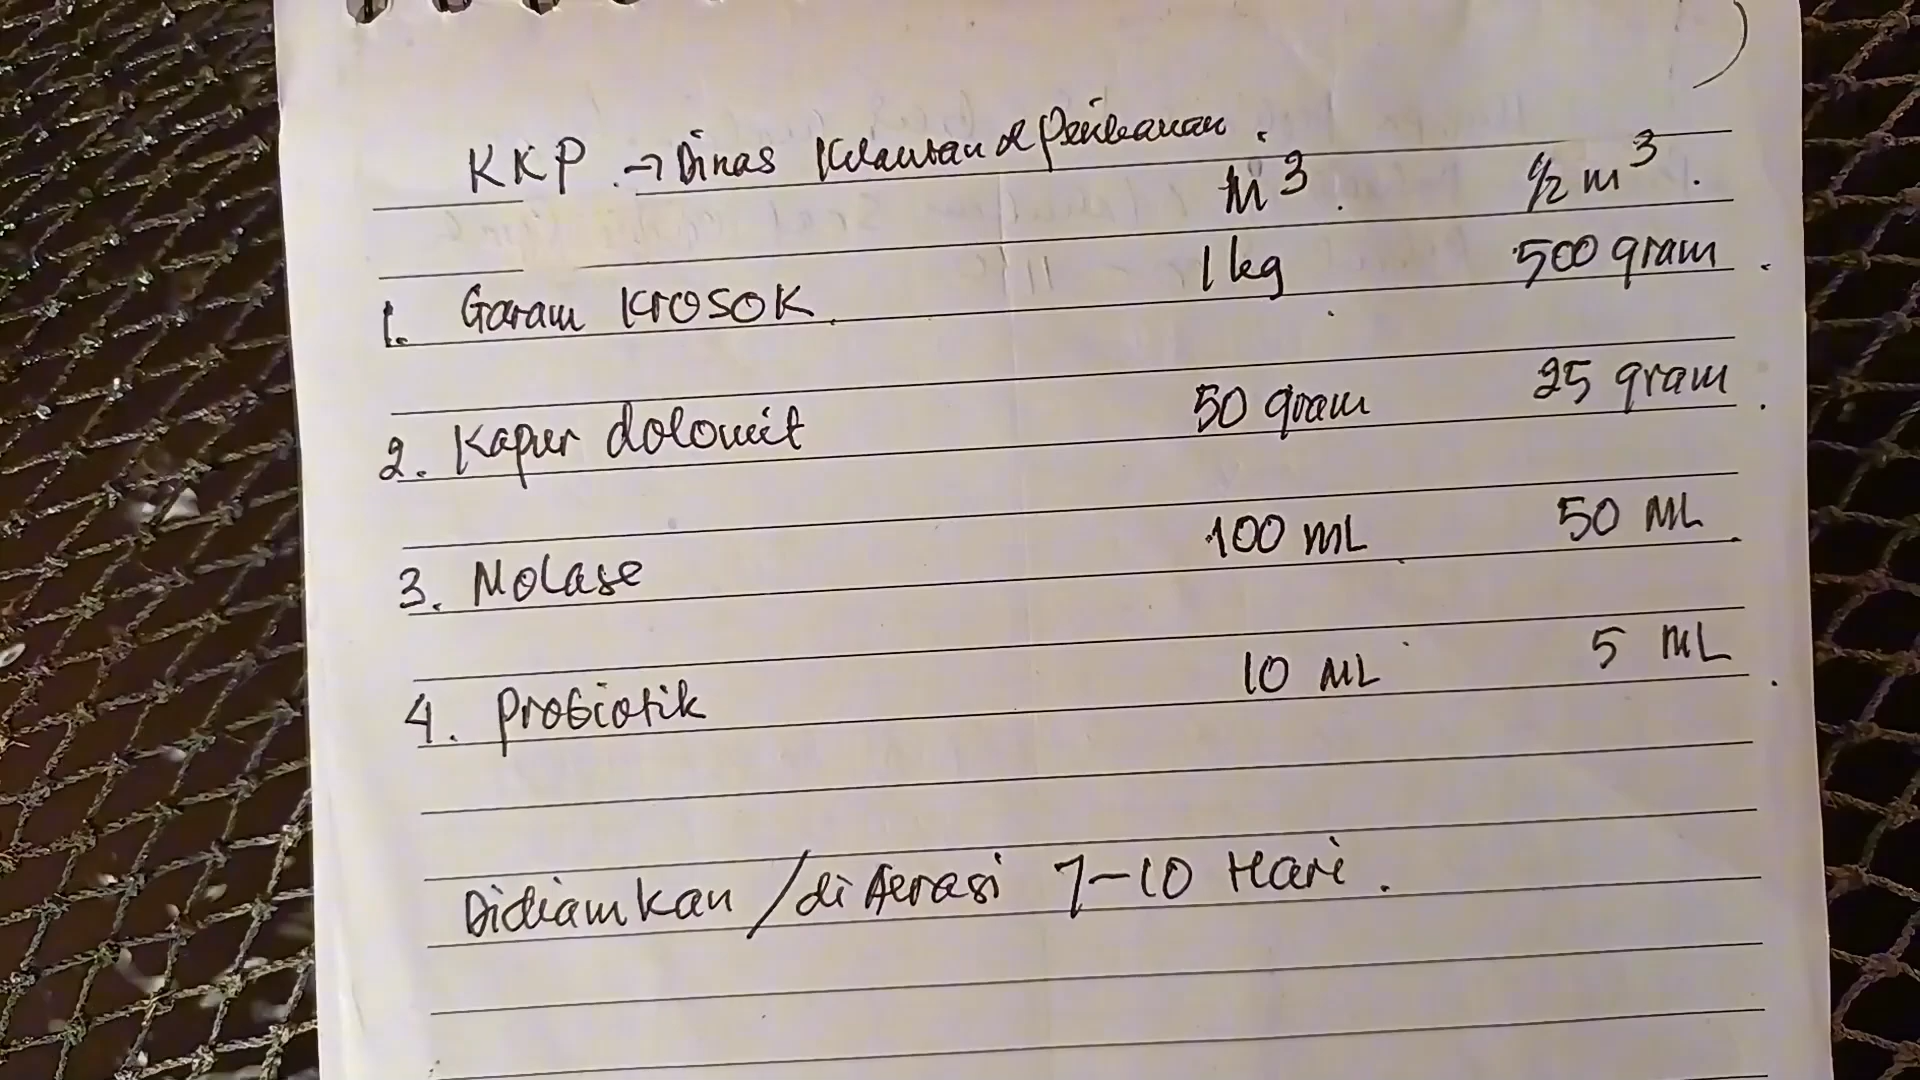 KKP → Dinas Kelautan & Perikanan.
M³. ½ m³.
1. Garam Krosok. 1 kg 500 gram
2. Kapur dolomit 50 gram 25 gram
3. Molase 100 mL 50 mL
4. Probiotik 10 mL 5 mL
Didiamkan / di Aerasi 7-10 Hari.